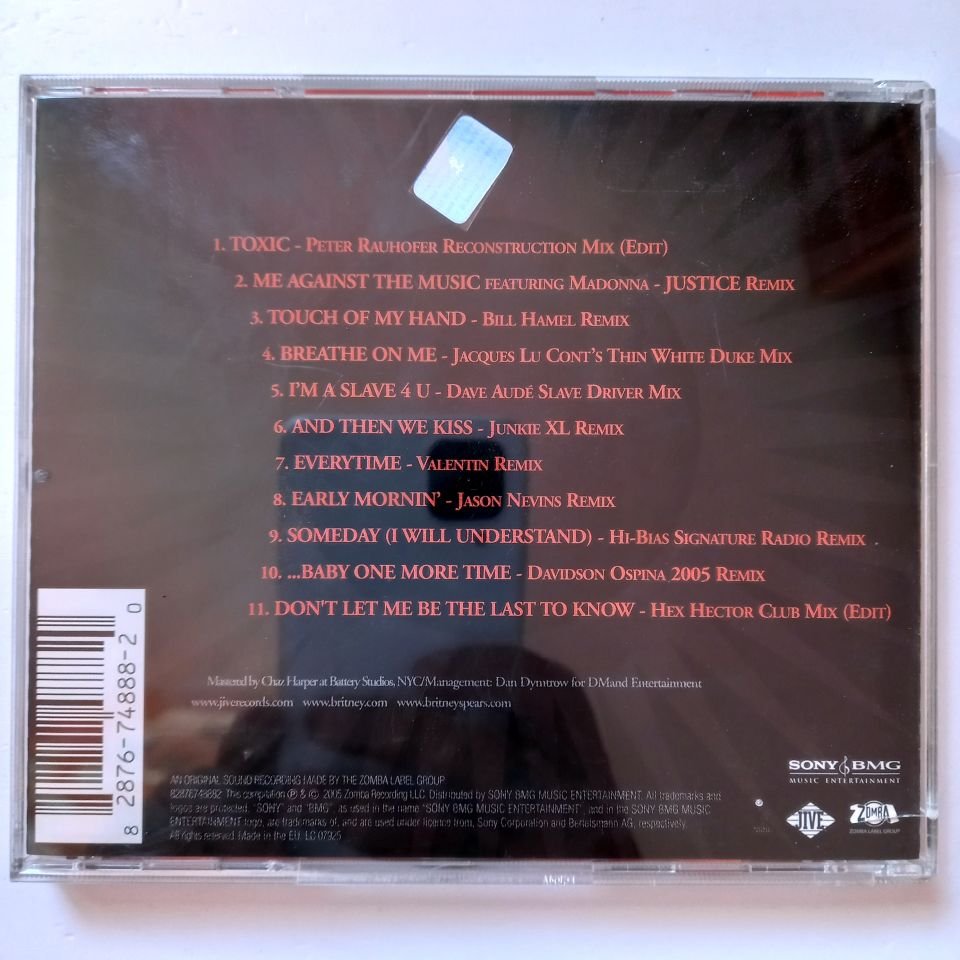 1. TOXIC - PETER RAUHOFER RECONSTRUCTION MIX (EDIT)
2. ME AGAINST THE MUSIC FEATURING MADONNA - JUSTICE REMIX
3. TOUCH OF MY HAND - BILL HAMEL REMIX
4. BREATHE ON ME - JACQUES LU CONT'S THIN WHITE DUKE MIX
5. I'M A SLAVE 4 U - DAVE AUDÉ SLAVE DRIVER MIX
6. AND THEN WE KISS - JUNKIE XL REMIX
7. EVERYTIME - VALENTIN REMIX
8. EARLY MORNIN' - JASON NEVINS REMIX
9. SOMEDAY (I WILL UNDERSTAND) - HI-BIAS SIGNATURE RADIO REMIX
10. ...BABY ONE MORE TIME - DAVIDSON OSPINA 2005 REMIX
11. DON'T LET ME BE THE LAST TO KNOW - HEX HECTOR CLUB MIX (EDIT)
8 2876-74888-2 0
Mastered by Chaz Harper at Battery Studios, NYC/Management: Dan Dymtrow for DMand Entertainment
www.jiverecords.com www.britney.com www.britneyspears.com
SONY BMG
MUSIC ENTERTAINMENT
AN ORIGINAL SOUND RECORDING MADE BY THE ZOMBA LABEL GROUP
82876748882 This compilation ℗ & © 2005 Zomba Recording LLC. Distributed by SONY BMG MUSIC ENTERTAINMENT. All trademarks and
logos are protected. "SONY" and "BMG", as used in the name "SONY BMG MUSIC ENTERTAINMENT", and in the SONY BMG MUSIC
ENTERTAINMENT logo, are trademarks of, and are used under licence from, Sony Corporation and Bertelsmann AG, respectively.
All rights reserved. Made in the EU. LC 07925
JIVE
ZOMBA
ZOMBA LABEL GROUP